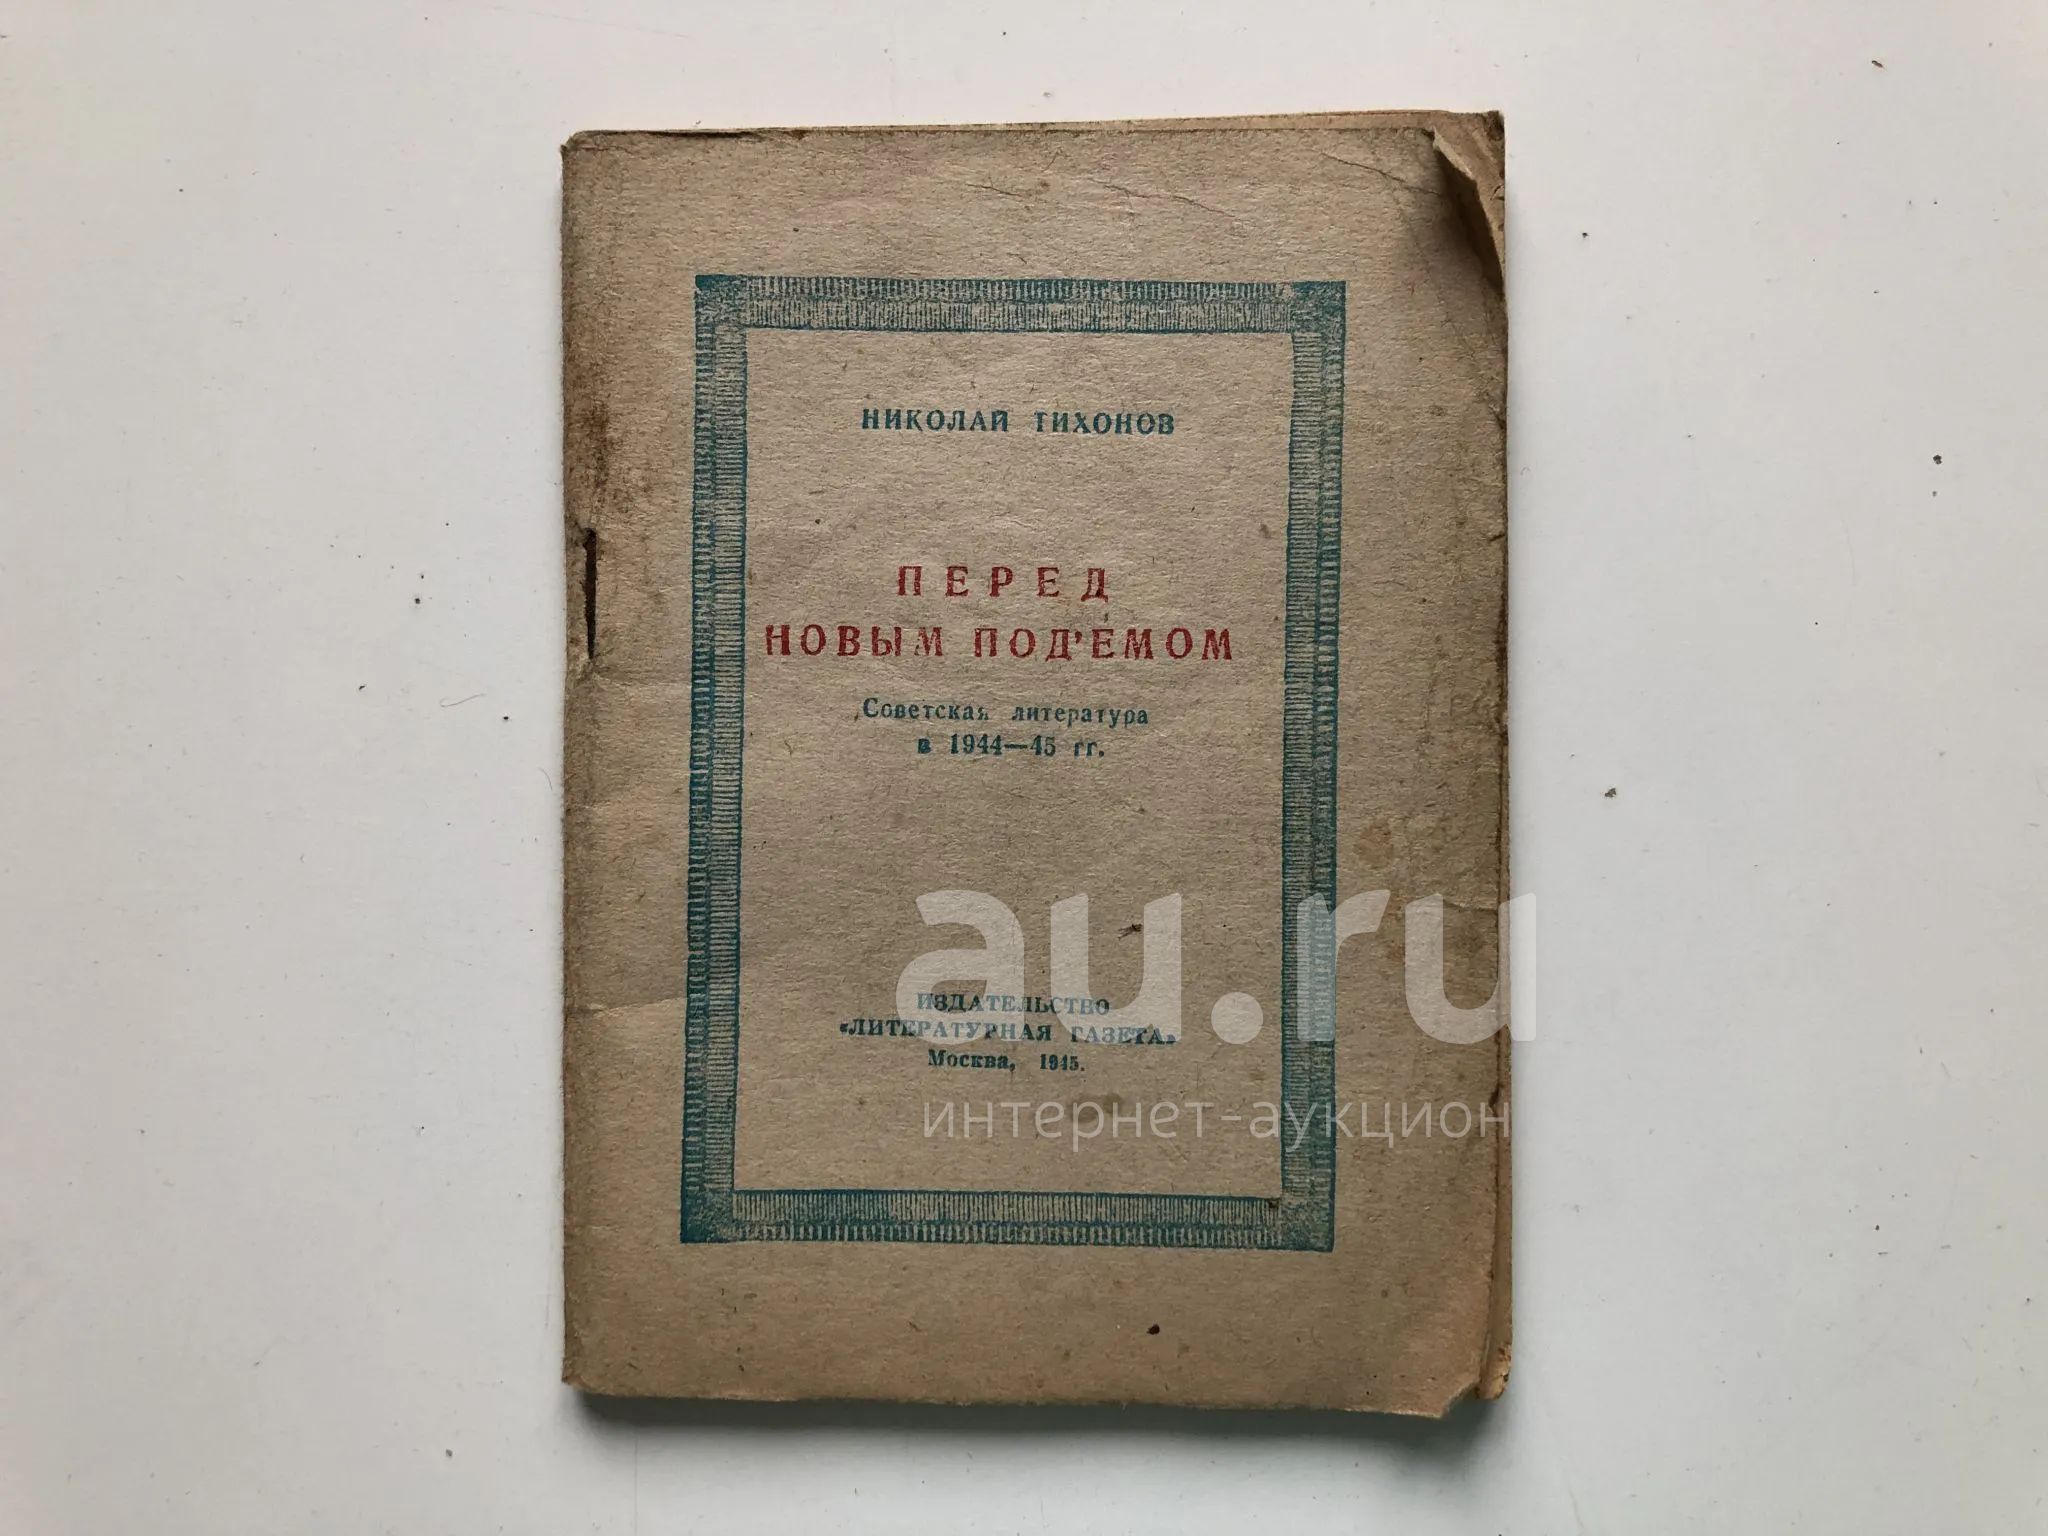 НИКОЛАЙ ТИХОНОВ
ПЕРЕД
НОВЫМ ПОД'ЕМОМ
Советская литература
в 1944—45 гг.
ИЗДАТЕЛЬСТВО
«ЛИТЕРАТУРНАЯ ГАЗЕТА»
Москва, 1945.
au.ru
интернет-аукцион